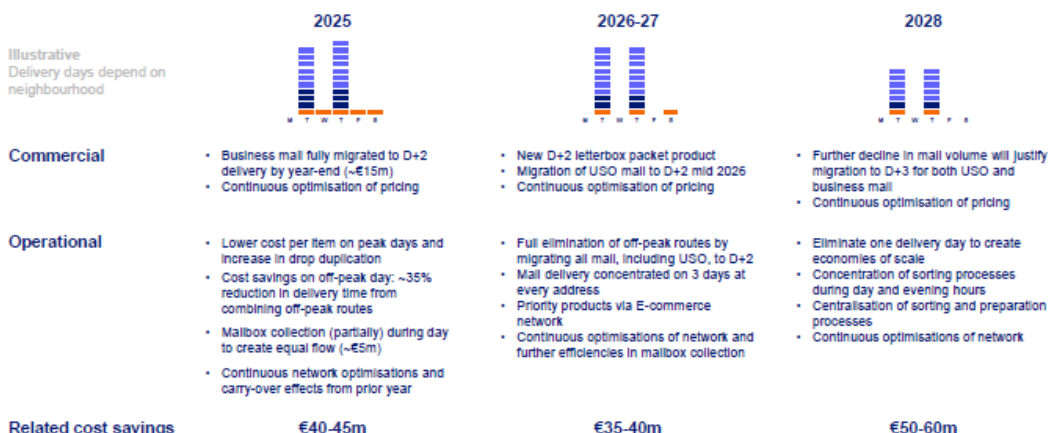 2025
2026-27
2028
Illustrative
Delivery days depend on
neighbourhood
M T W T F S
M T W T F S
M T W T F S
Commercial
• Business mail fully migrated to D+2
delivery by year-end (~€15m)
• Continuous optimisation of pricing
• New D+2 letterbox packet product
• Migration of USO mail to D+2 mid 2026
• Continuous optimisation of pricing
• Further decline in mail volume will justify
migration to D+3 for both USO and
business mail
• Continuous optimisation of pricing
Operational
• Lower cost per item on peak days and
increase in drop duplication
• Cost savings on off-peak day: ~35%
reduction in delivery time from
combining off-peak routes
• Mailbox collection (partially) during day
to create equal flow (~€5m)
• Continuous network optimisations and
carry-over effects from prior year
• Full elimination of off-peak routes by
migrating all mail, including USO, to D+2
• Mail delivery concentrated on 3 days at
every address
• Priority products via E-commerce
network
• Continuous optimisations of network and
further efficiencies in mailbox collection
• Eliminate one delivery day to create
economies of scale
• Concentration of sorting processes
during day and evening hours
• Centralisation of sorting and preparation
processes
• Continuous optimisations of network
Related cost savings
€40-45m
€35-40m
€50-60m